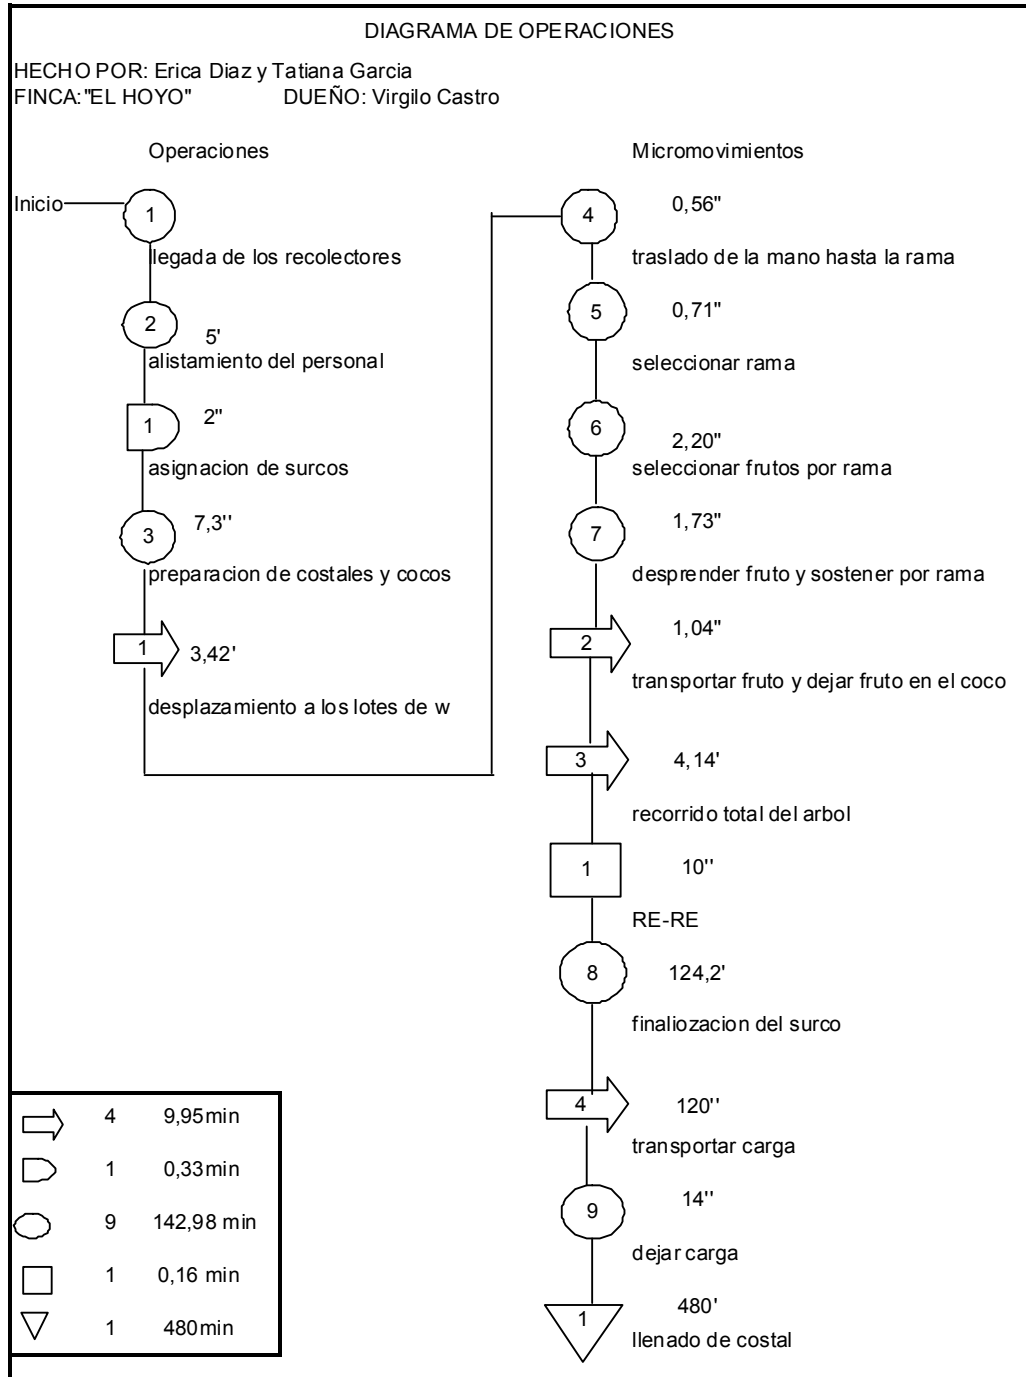 DIAGRAMA DE OPERACIONES
HECHO POR: Erica Diaz y Tatiana Garcia
FINCA:"EL HOYO" DUEÑO: Virgilo Castro
Operaciones
Inicio
1
llegada de los recolectores
2
5'
alistamiento del personal
1
2"
asignacion de surcos
3
7,3''
preparacion de costales y cocos
1
3,42'
desplazamiento a los lotes de w
Micromovimientos
4
0,56"
traslado de la mano hasta la rama
5
0,71"
seleccionar rama
6
2,20"
seleccionar frutos por rama
7
1,73"
desprender fruto y sostener por rama
2
1,04"
transportar fruto y dejar fruto en el coco
3
4,14'
recorrido total del arbol
1
10''
RE-RE
8
124,2'
finaliozacion del surco
4
120''
transportar carga
9
14''
dejar carga
1
480'
llenado de costal
4 9,95min
1 0,33min
9 142,98 min
1 0,16 min
1 480min